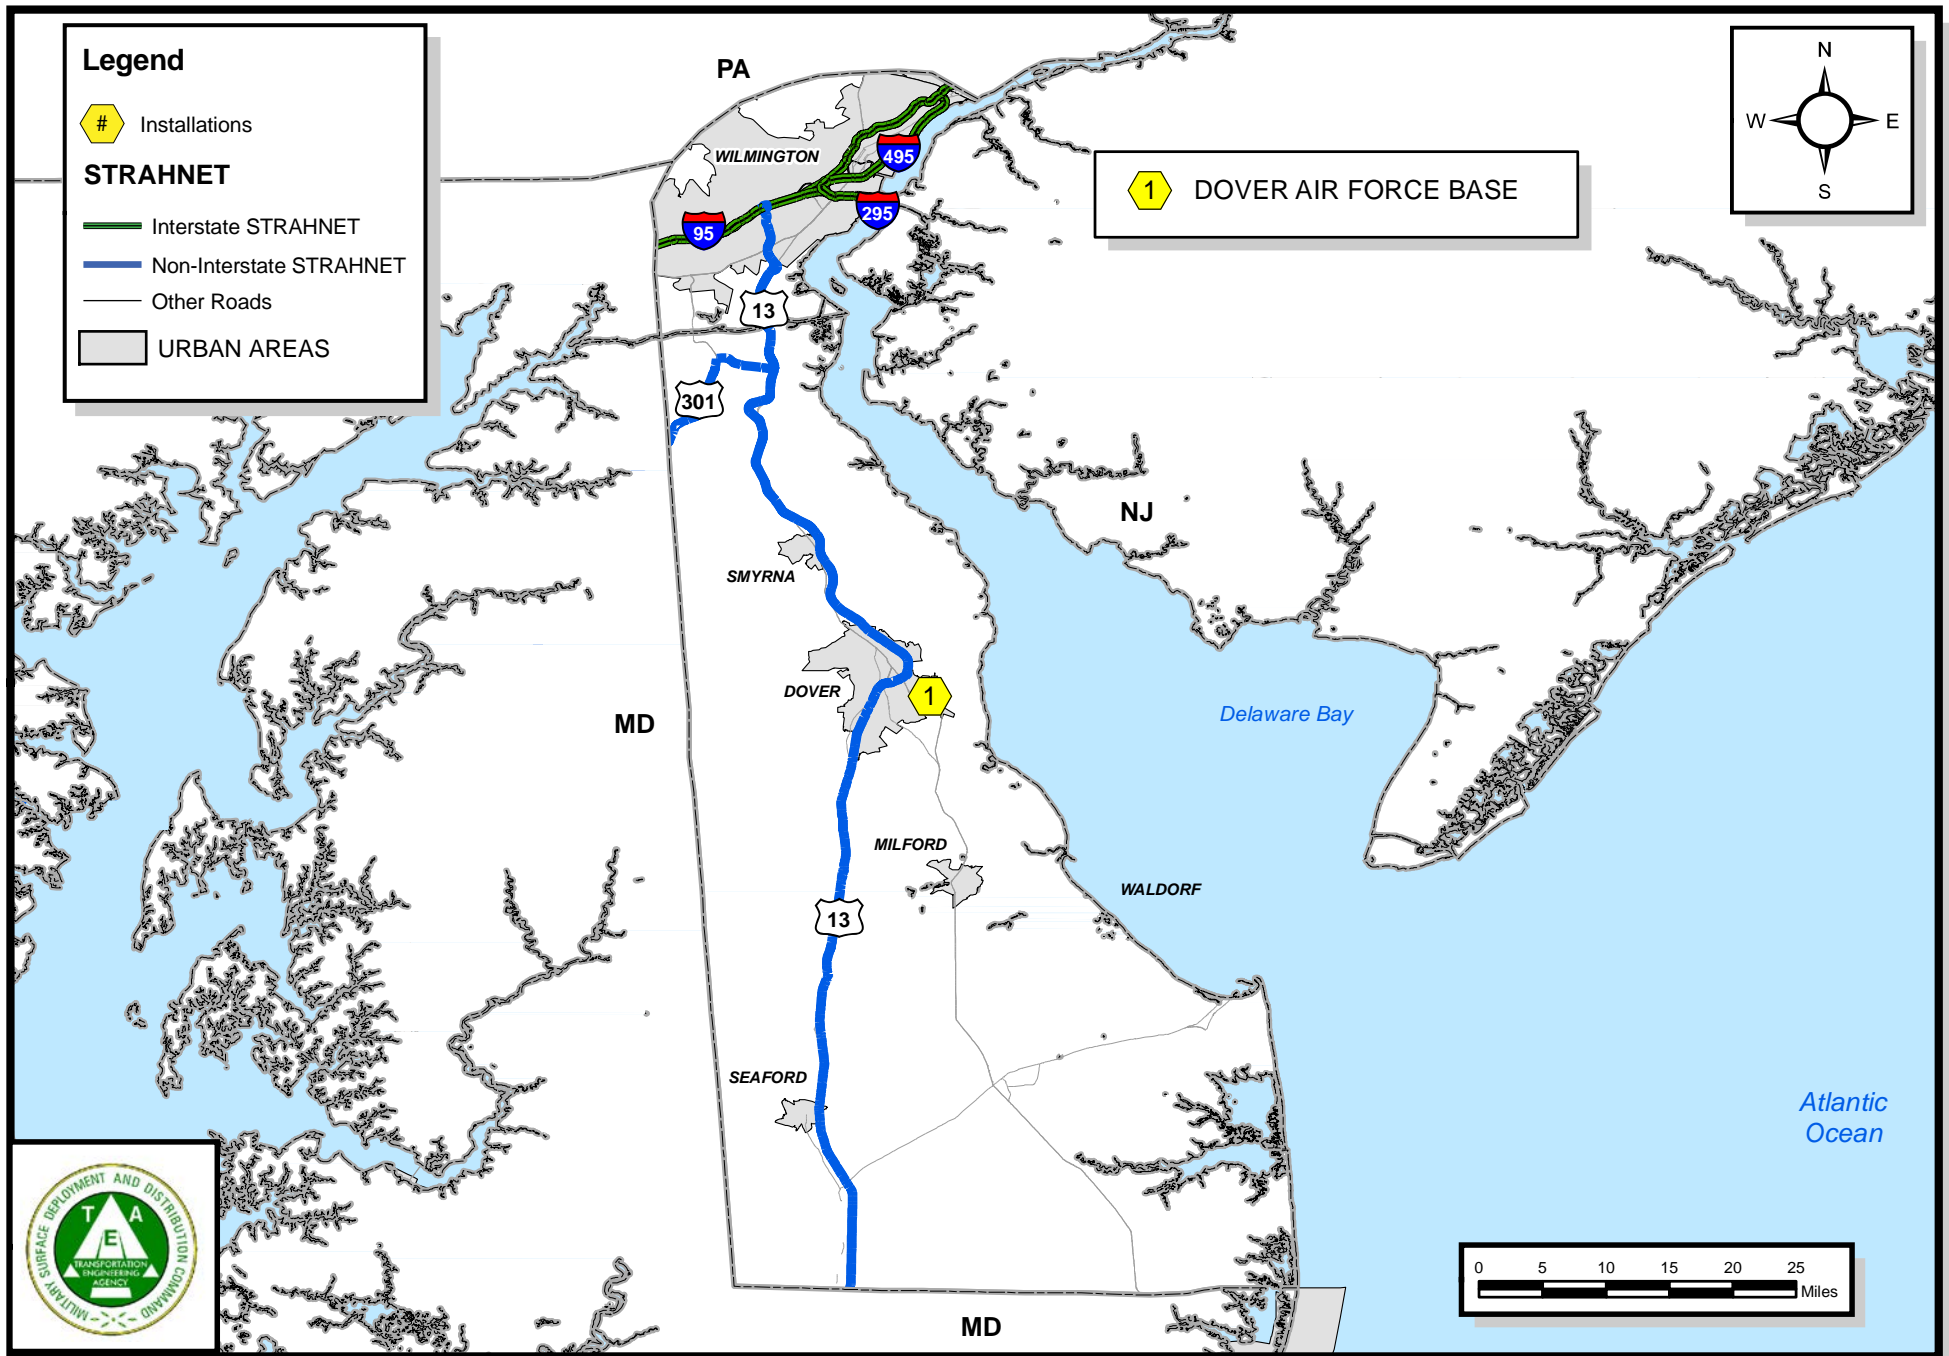 Legend
# Installations
STRAHNET
Interstate STRAHNET
Non-Interstate STRAHNET
Other Roads
URBAN AREAS
PA
N
W E
S
1 DOVER AIR FORCE BASE
WILMINGTON
495
295
95
13
301
NJ
SMYRNA
DOVER
1
MD
Delaware Bay
MILFORD
WALDORF
13
SEAFORD
Atlantic
Ocean
MILITARY SURFACE DEPLOYMENT AND DISTRIBUTION COMMAND
T A
E
TRANSPORTATION
ENGINEERING
AGENCY
0 5 10 15 20 25
Miles
MD